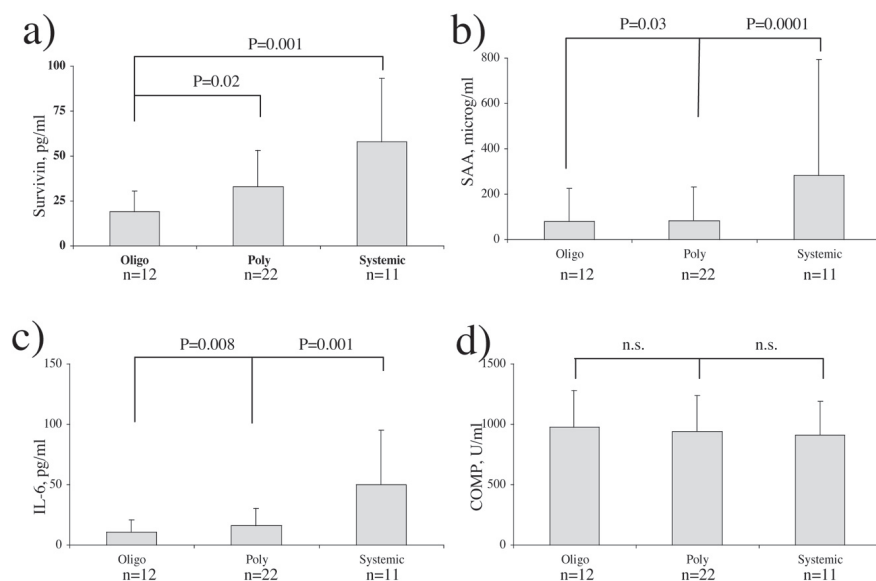 a)
P=0.001
P=0.02
Survivin, pg/ml
100
75
50
25
0
Oligo Poly Systemic
n=12 n=22 n=11
b)
P=0.03 P=0.0001
SAA, microg/ml
800
600
400
200
0
Oligo Poly Systemic
n=12 n=22 n=11
c)
P=0.008 P=0.001
IL-6, pg/ml
150
100
50
0
Oligo Poly Systemic
n=12 n=22 n=11
d)
n.s. n.s.
COMP, U/ml
1500
1000
500
0
Oligo Poly Systemic
n=12 n=22 n=11